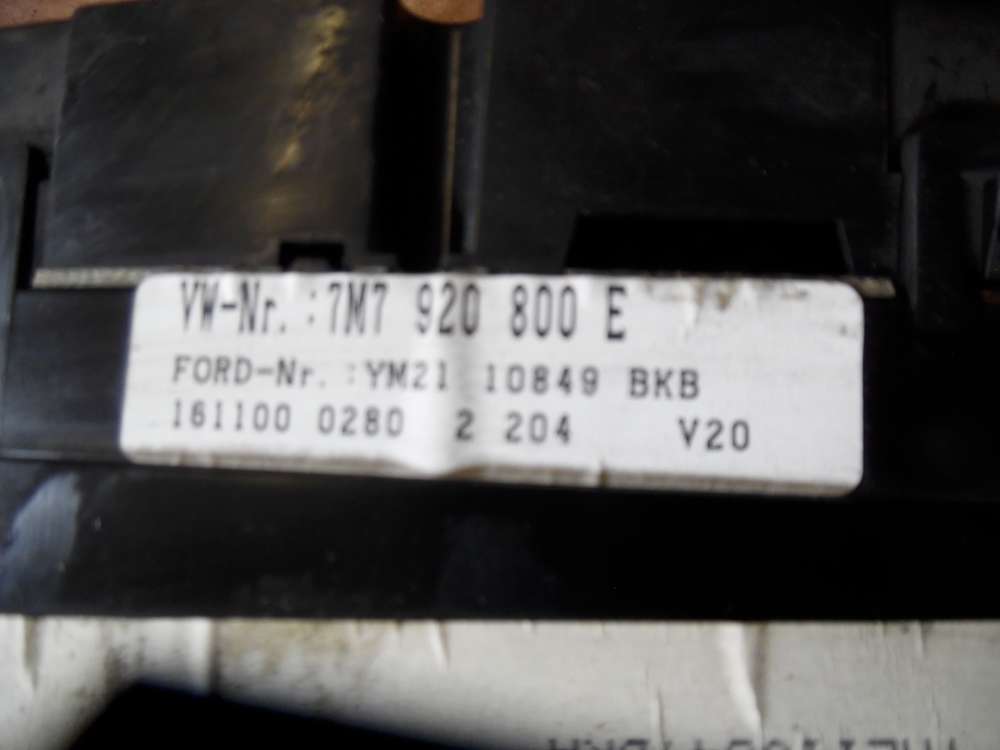 VW-Nr. :7M7 920 800 E
FORD-Nr. :YM21 10849 BKB
161100 0280 2 204 V20